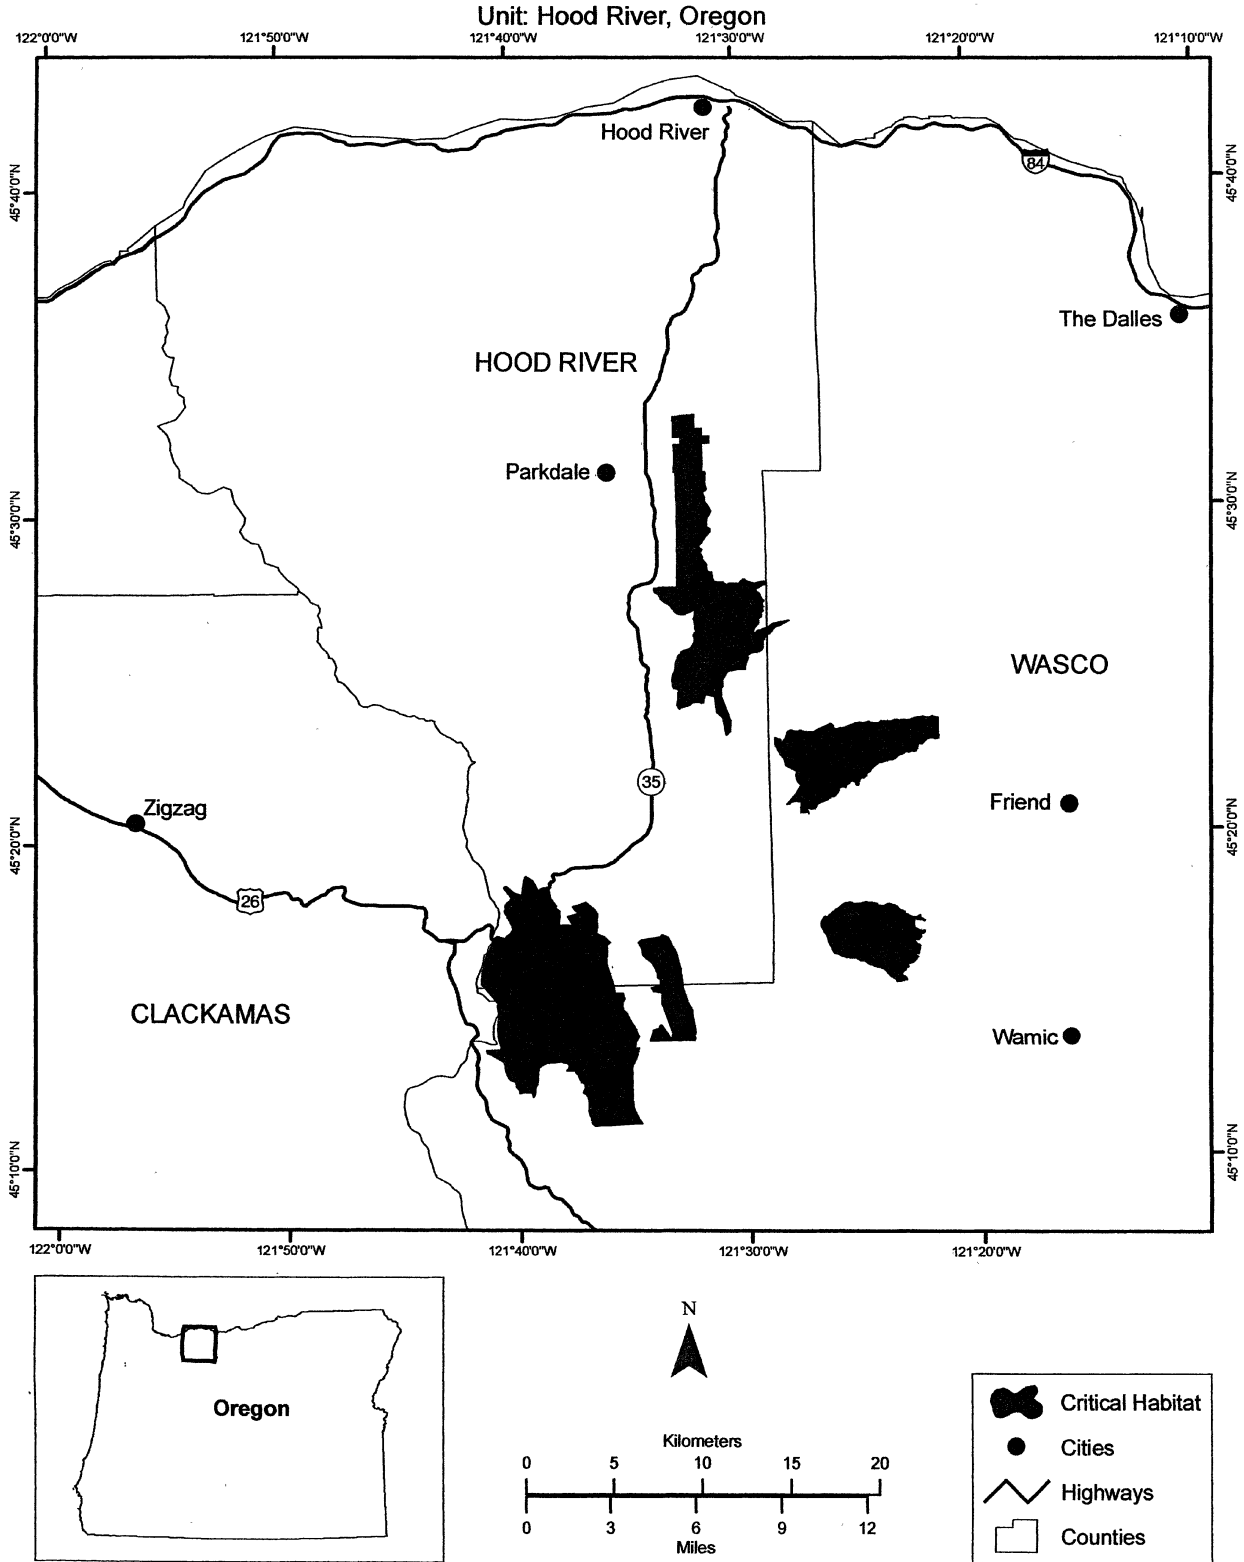 Unit: Hood River, Oregon
122°0'0"W 121°50'0"W 121°40'0"W 121°30'0"W 121°20'0"W 121°10'0"W
Hood River
84
45°40'0"N 45°40'0"N
The Dalles
HOOD RIVER
Parkdale
45°30'0"N 45°30'0"N
WASCO
35
Friend
Zigzag
45°20'0"N 45°20'0"N
26
CLACKAMAS
Wamic
45°10'0"N 45°10'0"N
122°0'0"W 121°50'0"W 121°40'0"W 121°30'0"W 121°20'0"W
Oregon
N
Kilometers
0 5 10 15 20
0 3 6 9 12
Miles
Critical Habitat
Cities
Highways
Counties